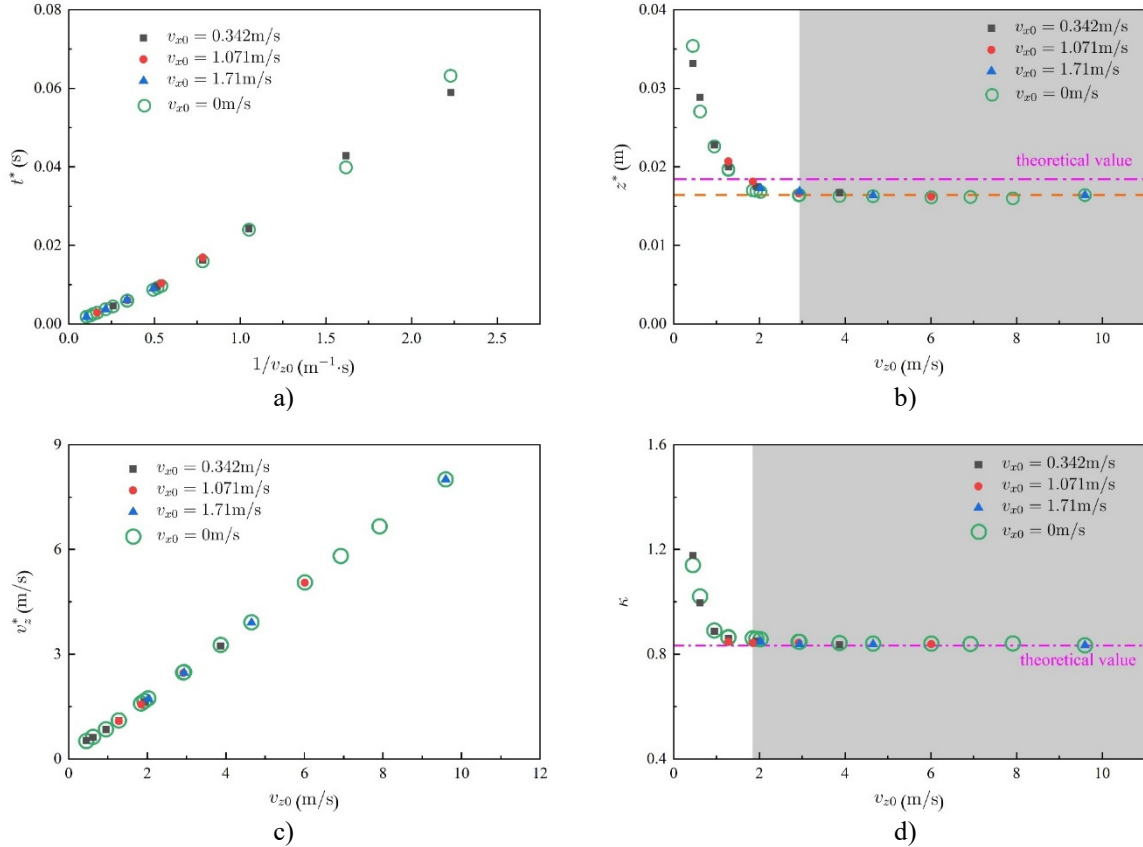 0.08
0.06
0.04
0.02
0.00
t* (s)
v_{x0} = 0.342m/s
v_{x0} = 1.071m/s
v_{x0} = 1.71m/s
v_{x0} = 0m/s
0.0 0.5 1.0 1.5 2.0 2.5
1/v_{z0} (m⁻¹·s)
a)
0.04
0.03
0.02
0.01
0.00
z* (m)
v_{x0} = 0.342m/s
v_{x0} = 1.071m/s
v_{x0} = 1.71m/s
v_{x0} = 0m/s
theoretical value
0 2 4 6 8 10
v_{z0} (m/s)
b)
9
6
3
0
v_z* (m/s)
v_{x0} = 0.342m/s
v_{x0} = 1.071m/s
v_{x0} = 1.71m/s
v_{x0} = 0m/s
0 2 4 6 8 10 12
v_{z0} (m/s)
c)
1.6
1.2
0.8
0.4
κ
v_{x0} = 0.342m/s
v_{x0} = 1.071m/s
v_{x0} = 1.71m/s
v_{x0} = 0m/s
theoretical value
0 2 4 6 8 10
v_{z0} (m/s)
d)